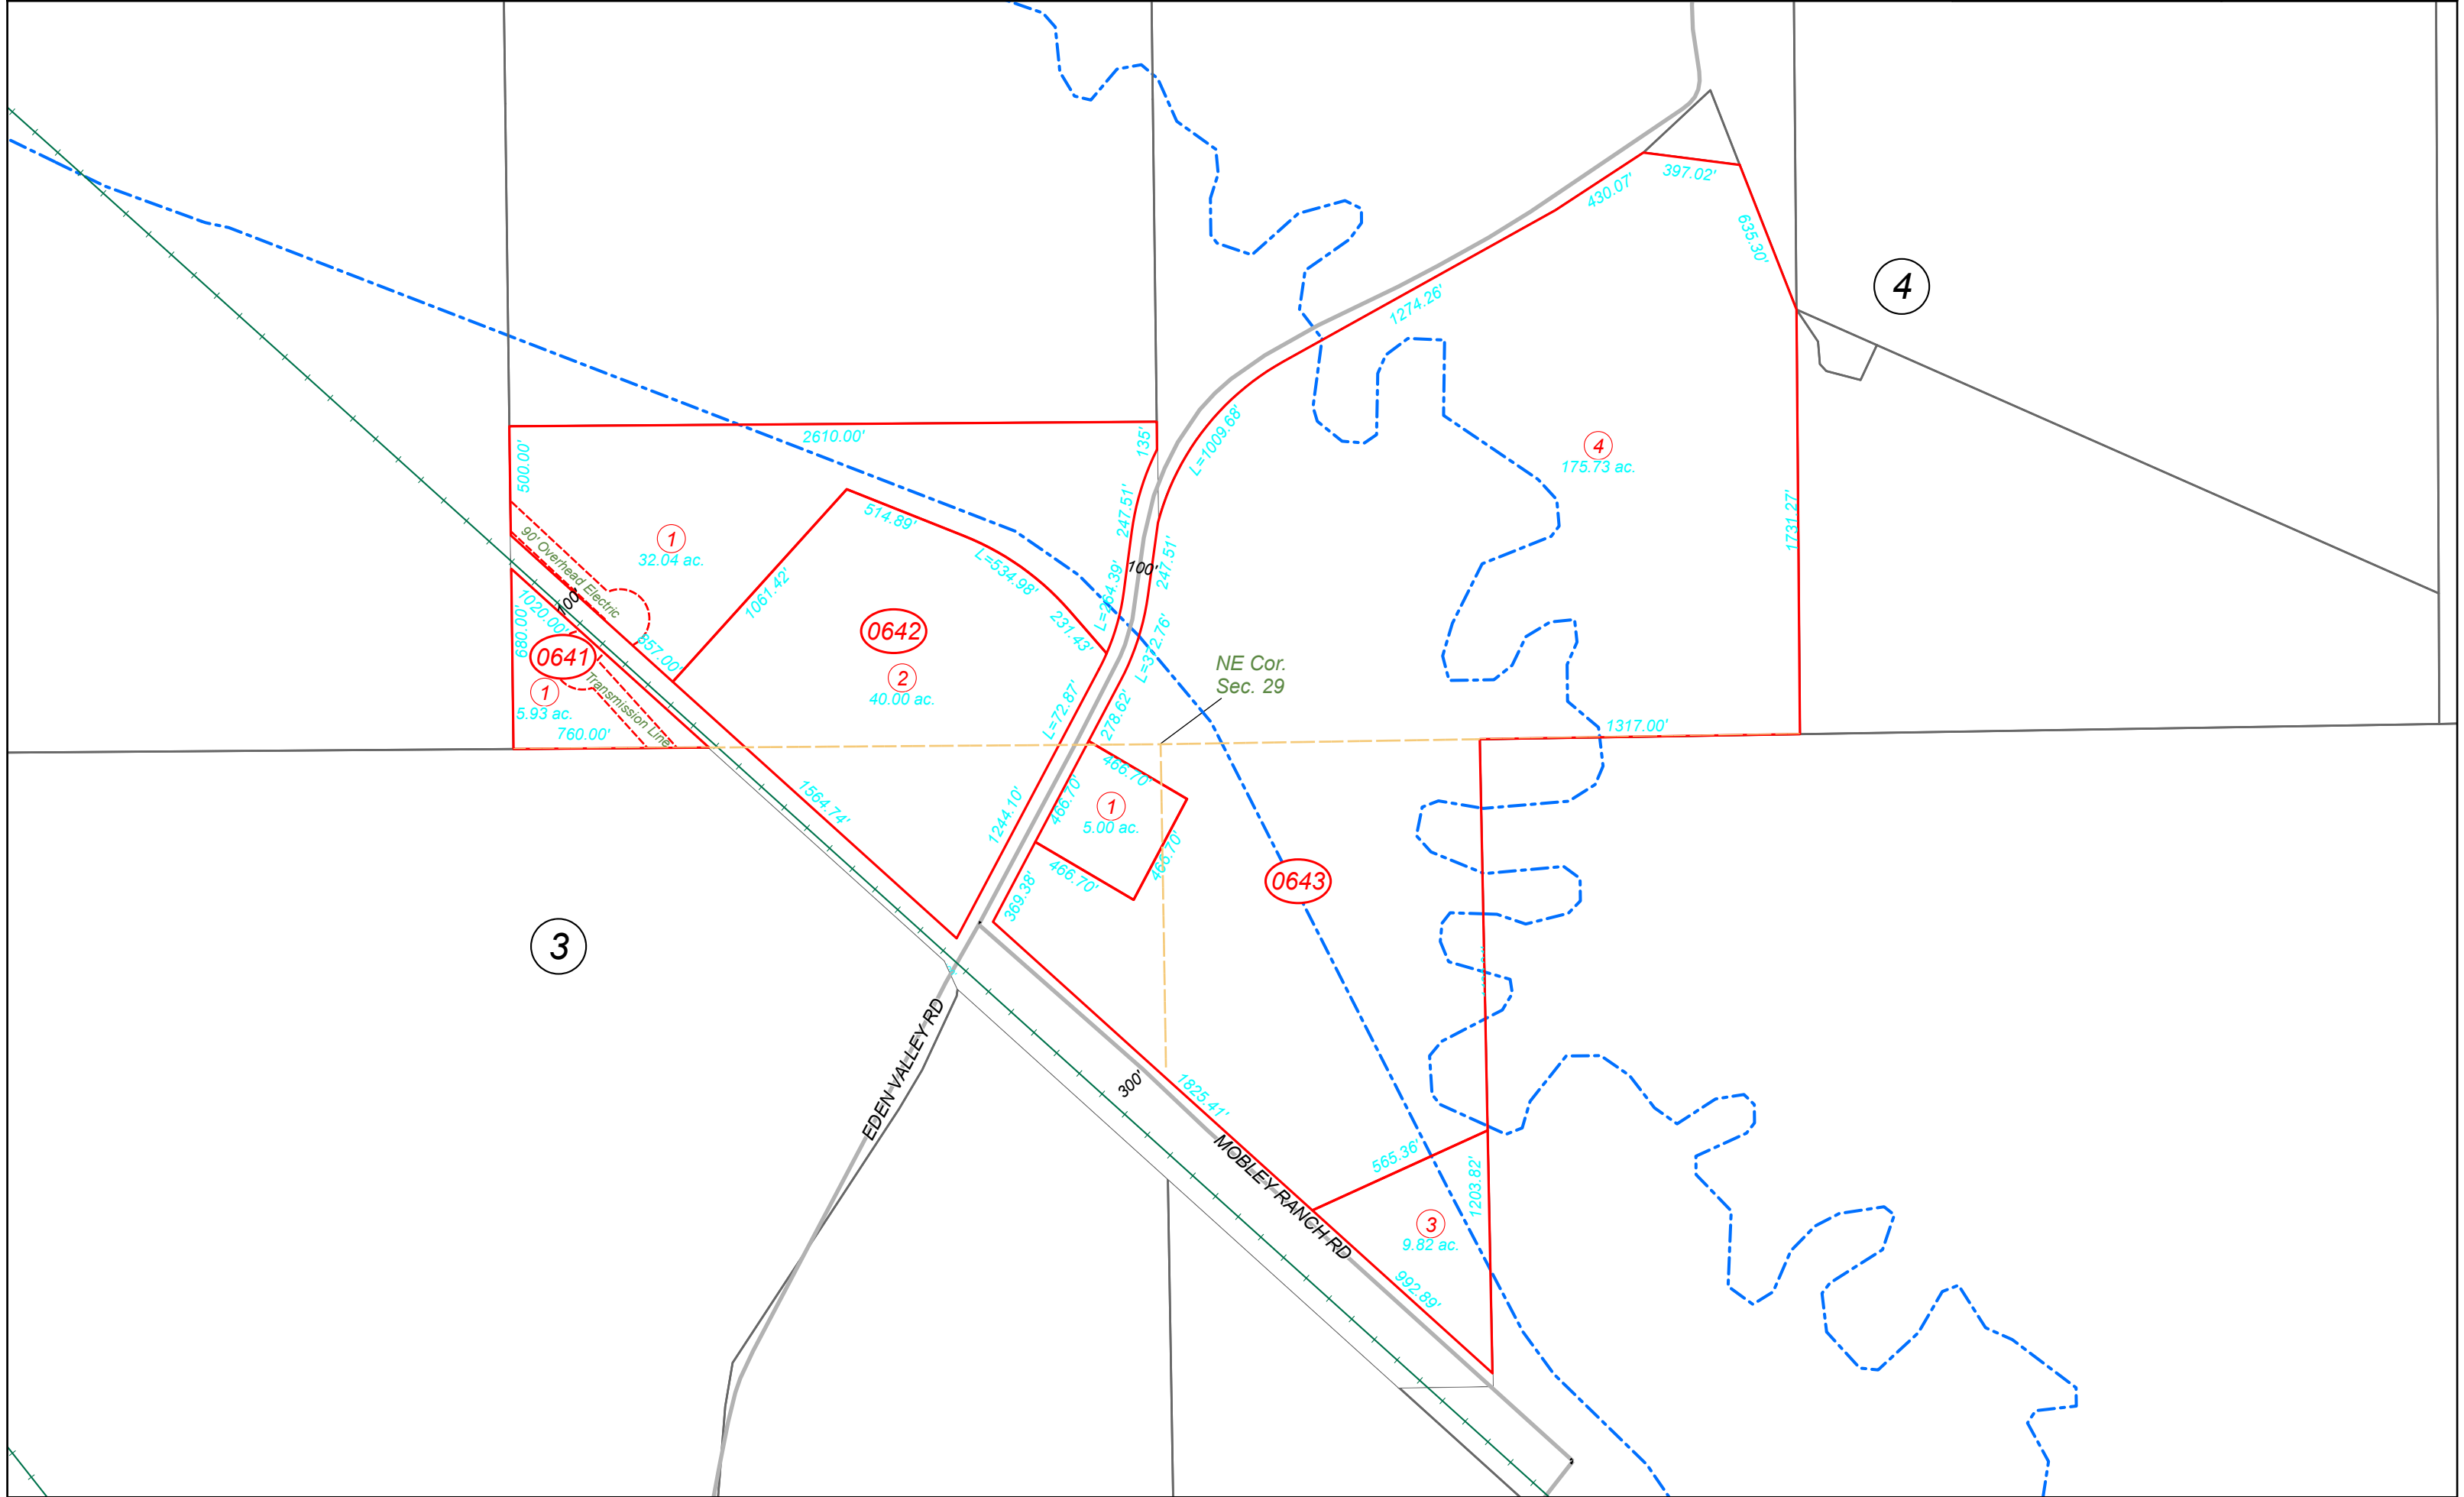 397.02'
430.07'
635.30'
4
1274.26'
2610.00'
135'
L=1009.68'
4
175.73 ac.
500.00'
514.89'
247.51'
1731.27'
1
32.04 ac.
90' Overhead Electric
L=534.98'
100'
247.51'
1061.42'
L=264.39'
100'
1020.00'
680.00'
0641
857.00'
0642
231.43'
NE Cor.
Sec. 29
2
40.00 ac.
1
5.93 ac.
Transmission Line
L=72.87'
278.62'
760.00'
1317.00'
466.70'
1564.74'
1244.10'
466.70'
1
5.00 ac.
466.70'
466.70'
369.38'
0643
3
EDEN VALLEY RD
300'
1825.41'
MOBLEY RANCH RD
565.36'
1203.82'
3
9.82 ac.
992.89'